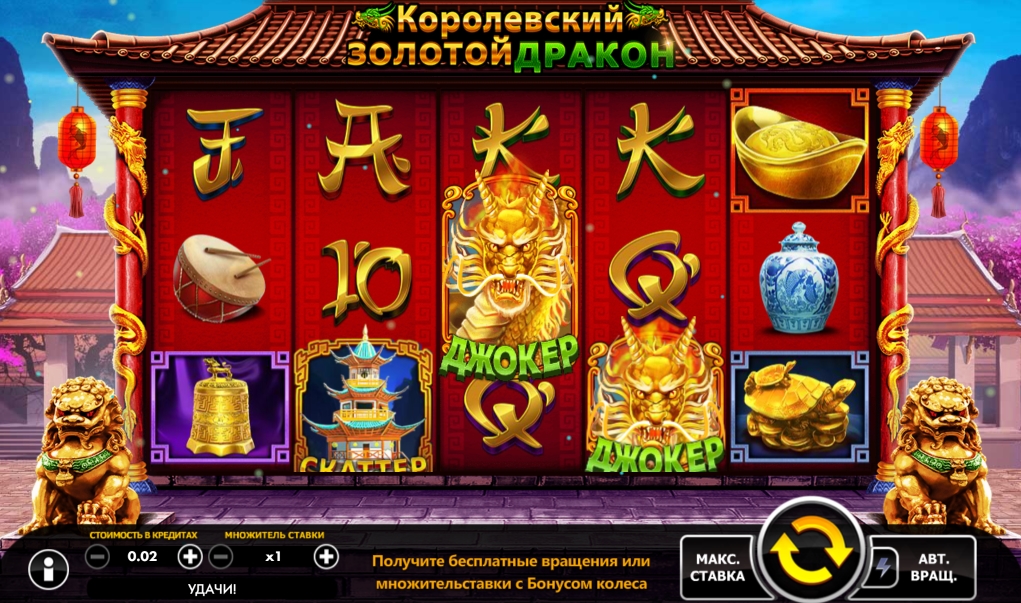 Королевский
ЗОЛОТОЙ ДРАКОН
J A K K
10 Q
ДЖОКЕР
СКАТТЕР Q ДЖОКЕР
СТОИМОСТЬ В КРЕДИТАХ МНОЖИТЕЛЬ СТАВКИ
0.02 x1
УДАЧИ!
Получите бесплатные вращения или
множительставки с Бонусом колеса
МАКС.
СТАВКА
АВТ.
ВРАЩ.